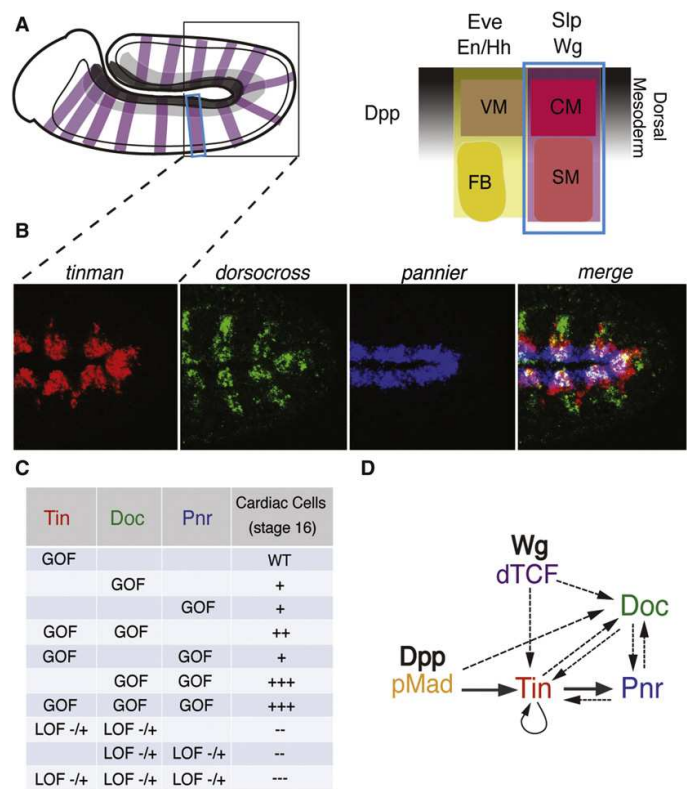 A
Eve Slp
En/Hh Wg
Dpp
VM CM
FB SM
Dorsal
Mesoderm
B
tinman dorsocross pannier merge
C
Tin Doc Pnr Cardiac Cells
(stage 16)
GOF WT
GOF +
GOF +
GOF GOF ++
GOF GOF +
GOF GOF +++
GOF GOF GOF +++
LOF -/+ LOF -/+ --
LOF -/+ LOF -/+ --
LOF -/+ LOF -/+ LOF -/+ ---
D
Wg
dTCF
Doc
Dpp
pMad Tin Pnr